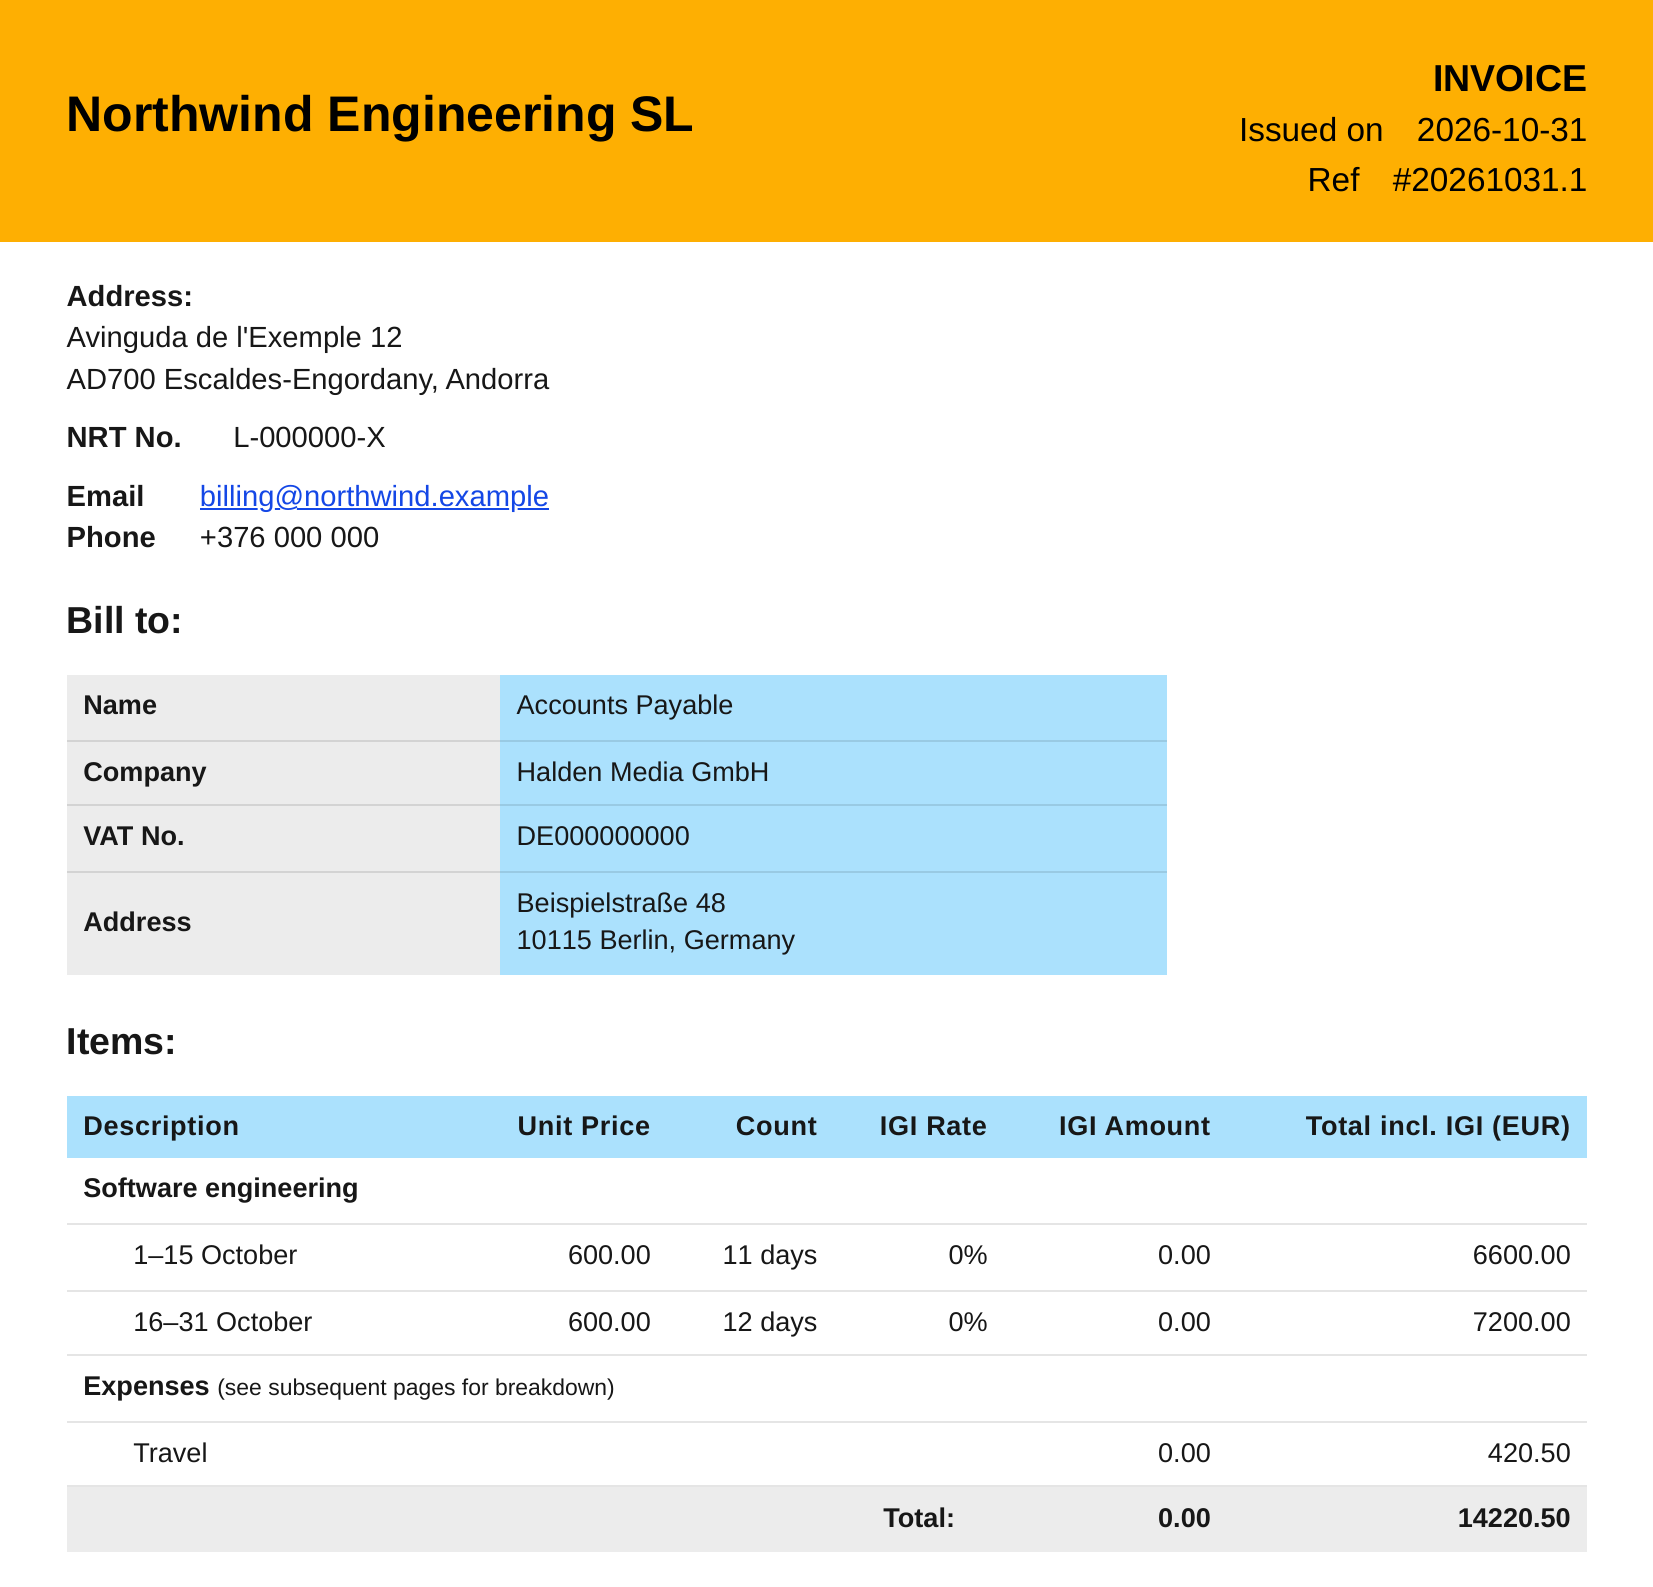 Northwind Engineering SL
INVOICE
Issued on 2026-10-31
Ref #20261031.1
Address:
Avinguda de l'Exemple 12
AD700 Escaldes-Engordany, Andorra
NRT No. L-000000-X
Email billing@northwind.example
Phone +376 000 000
Bill to:
Name Accounts Payable
Company Halden Media GmbH
VAT No. DE000000000
Address Beispielstraße 48
10115 Berlin, Germany
Items:
Description Unit Price Count IGI Rate IGI Amount Total incl. IGI (EUR)
Software engineering
1–15 October 600.00 11 days 0% 0.00 6600.00
16–31 October 600.00 12 days 0% 0.00 7200.00
Expenses (see subsequent pages for breakdown)
Travel 0.00 420.50
Total: 0.00 14220.50